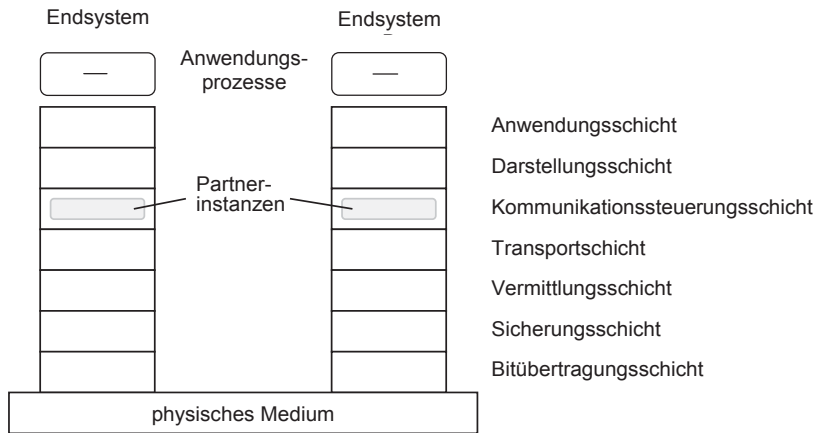 Endsystem
Endsystem
Anwendungs-
prozesse
Anwendungsschicht
Darstellungsschicht
Partner-
instanzen
Kommunikationssteuerungsschicht
Transportschicht
Vermittlungsschicht
Sicherungsschicht
Bitübertragungsschicht
physisches Medium